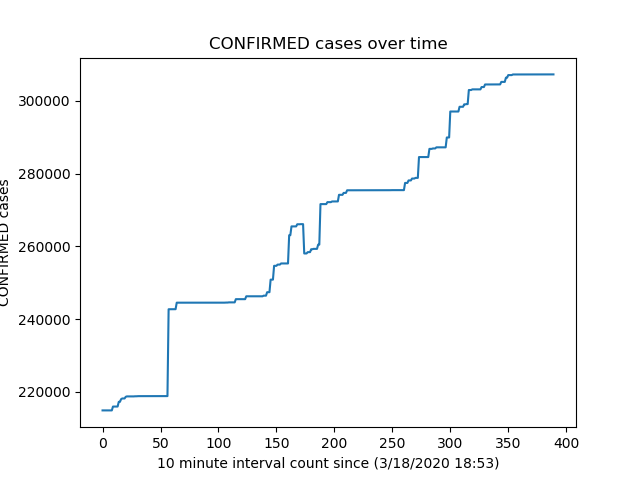 CONFIRMED cases over time
CONFIRMED cases
300000
280000
260000
240000
220000
0 50 100 150 200 250 300 350 400
10 minute interval count since (3/18/2020 18:53)